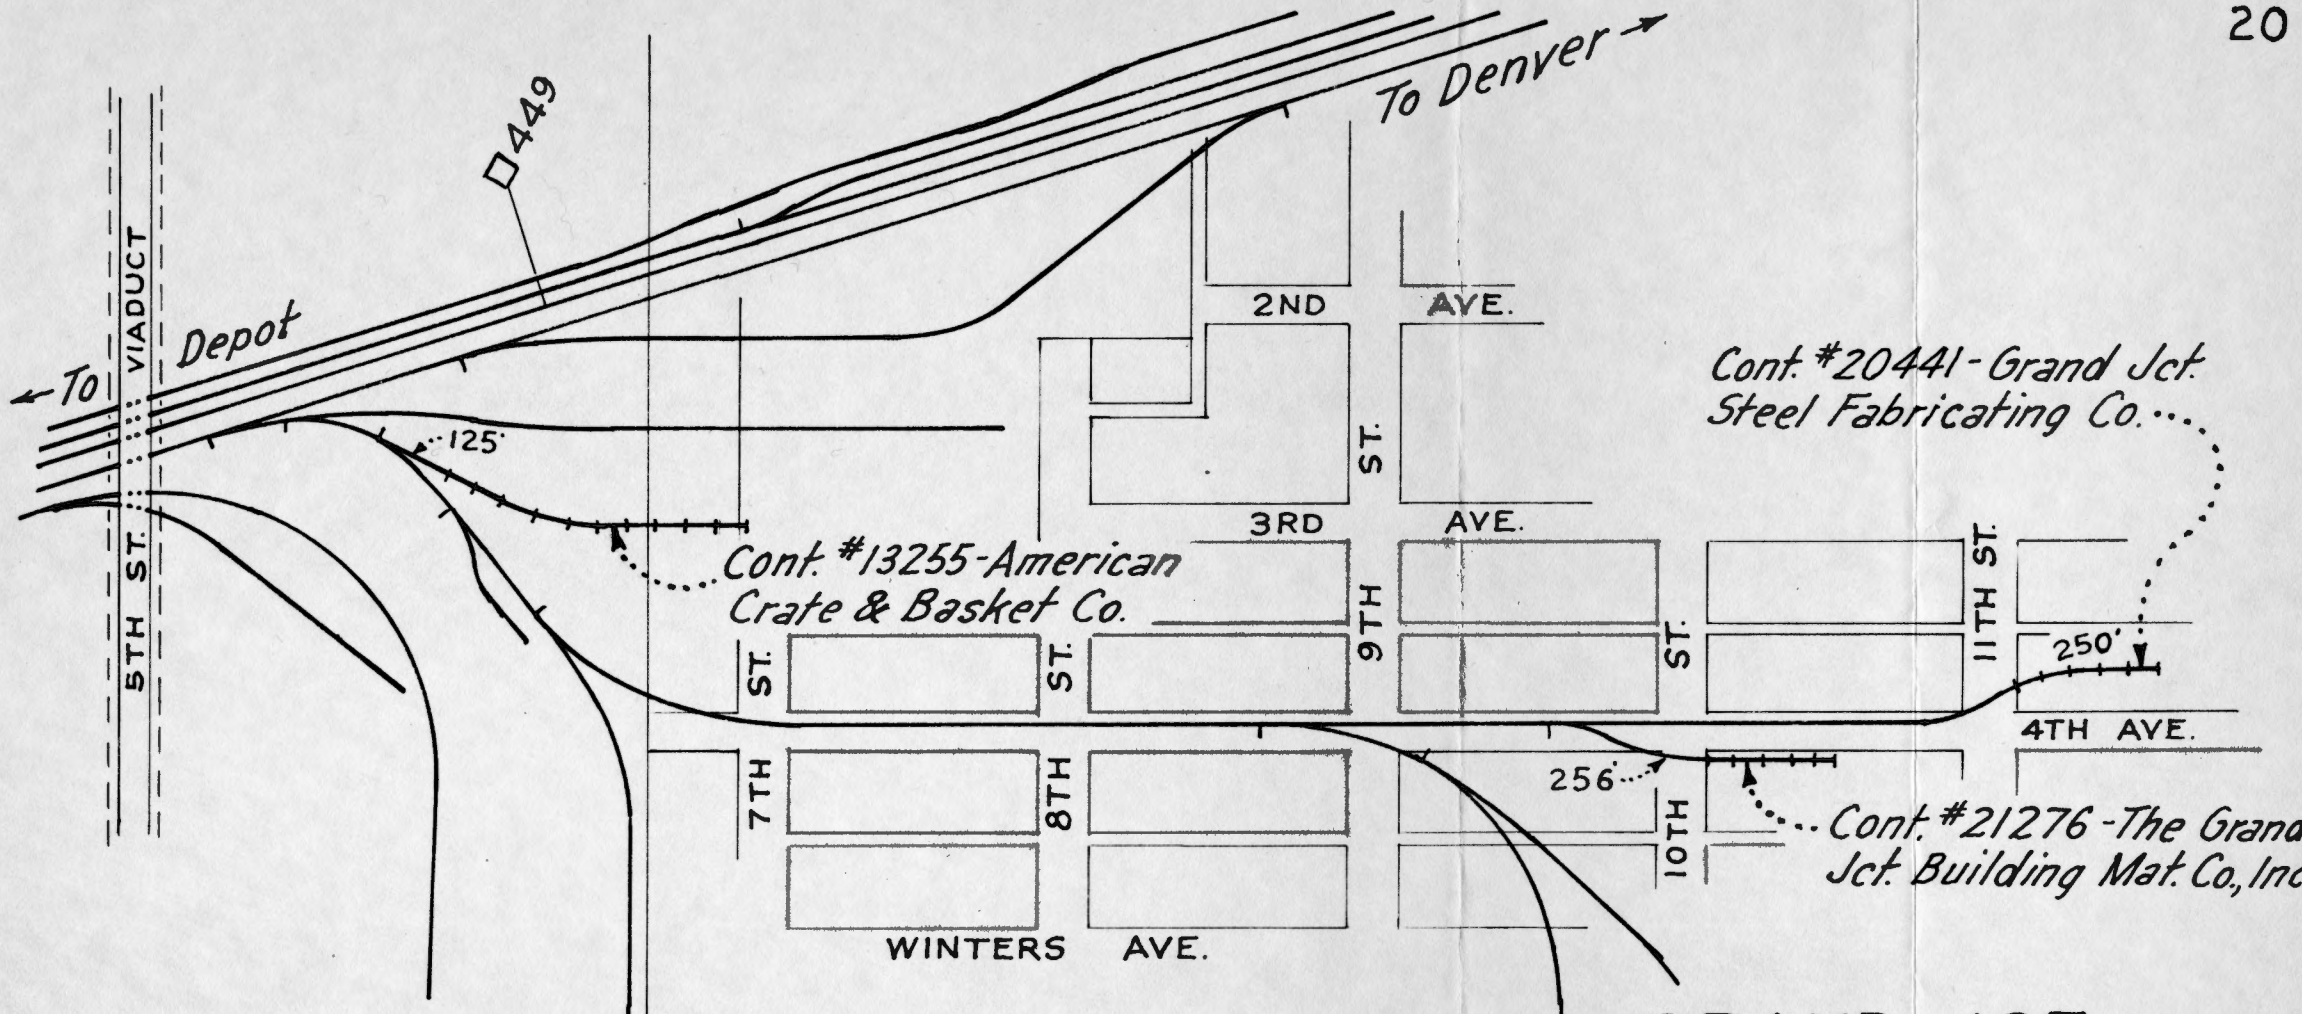 20
449
To Denver
VIADUCT
To Depot
2ND AVE.
Cont. #20441-Grand Jct.
Steel Fabricating Co.
125'
ST.
3RD AVE.
5TH ST.
Cont. #13255-American
Crate & Basket Co.
9TH
11TH ST.
ST.
ST.
ST.
250'
4TH AVE.
7TH
8TH
256'
10TH
Cont. #21276-The Grand
Jct. Building Mat. Co., Inc
WINTERS AVE.